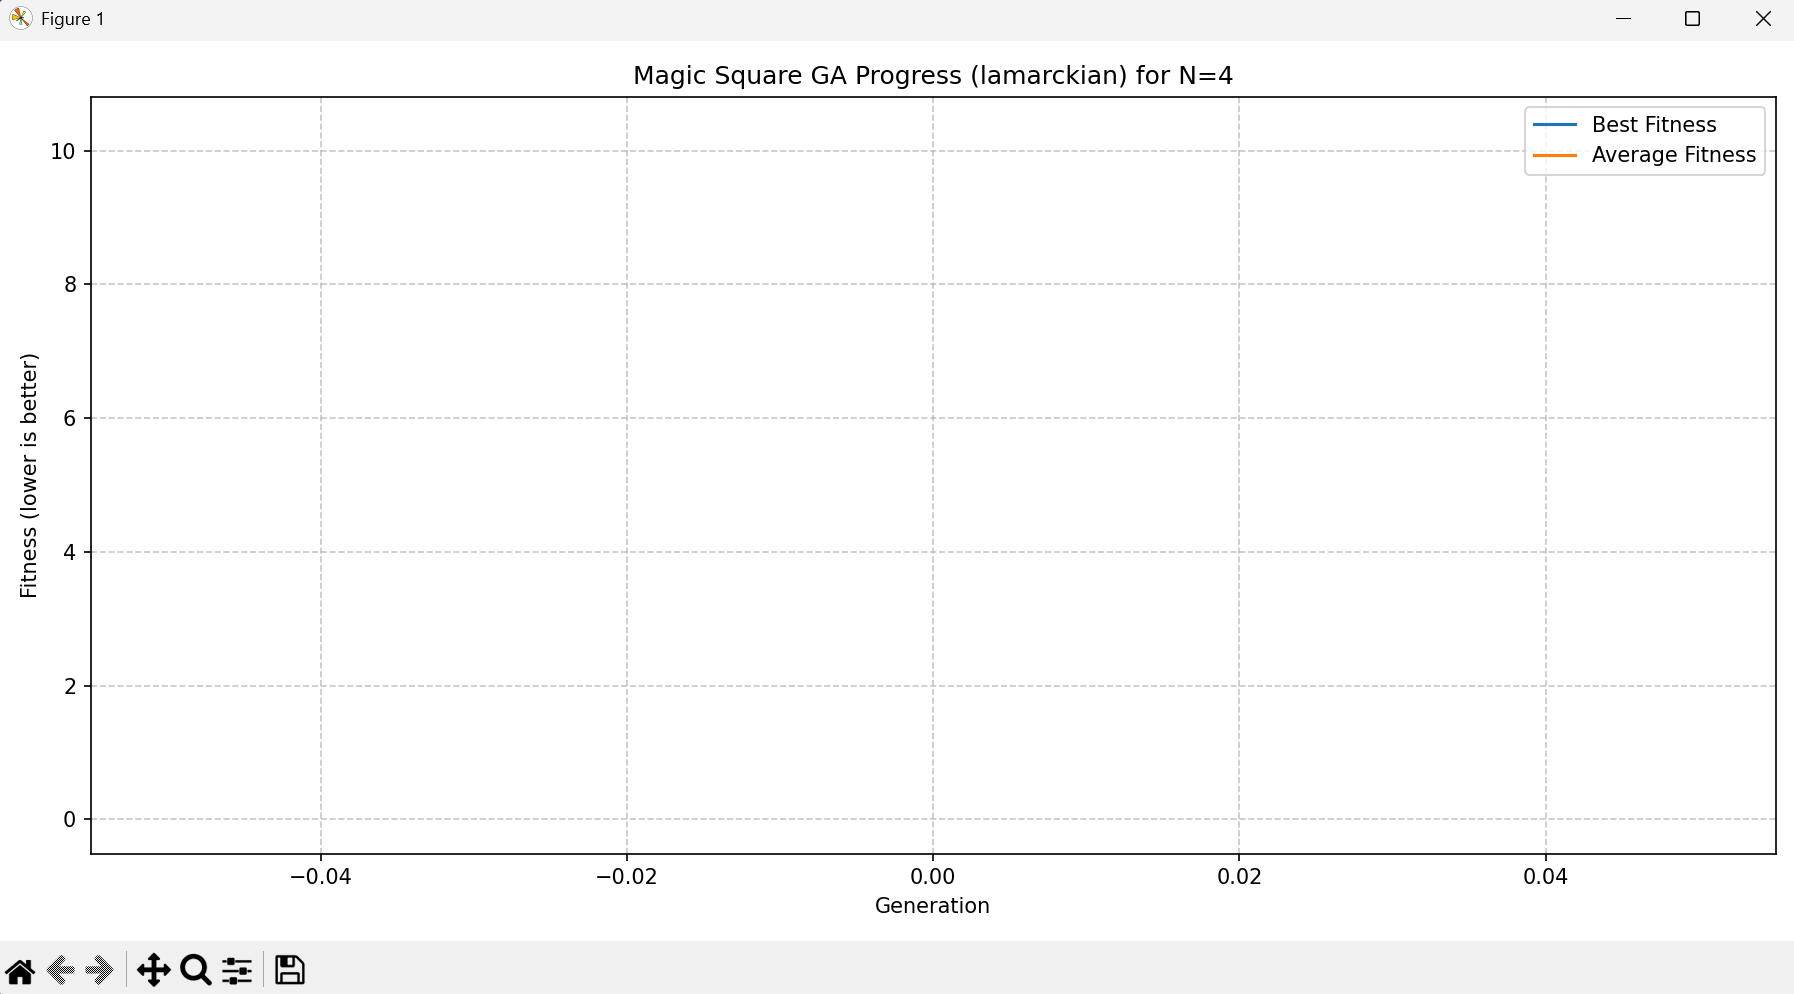 Figure 1
Magic Square GA Progress (lamarckian) for N=4
Best Fitness
Average Fitness
Fitness (lower is better)
10
8
6
4
2
0
−0.04
−0.02
0.00
0.02
0.04
Generation